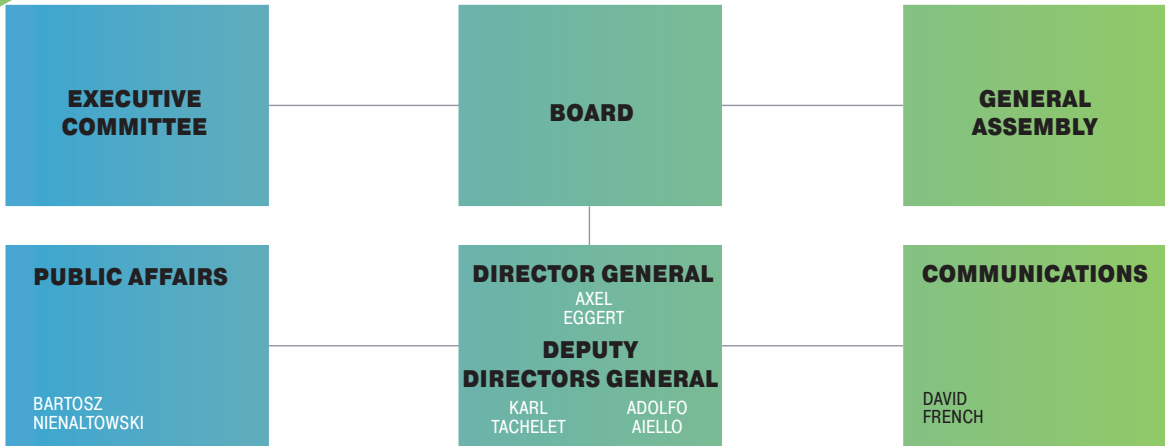 EXECUTIVE
COMMITTEE
BOARD
GENERAL
ASSEMBLY
PUBLIC AFFAIRS
BARTOSZ
NIENALTOWSKI
DIRECTOR GENERAL
AXEL
EGGERT
DEPUTY
DIRECTORS GENERAL
KARL
TACHELET
ADOLFO
AIELLO
COMMUNICATIONS
DAVID
FRENCH